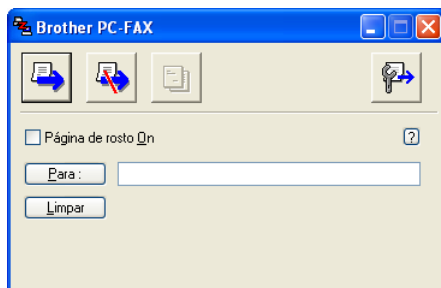 Brother PC-FAX
Página de rosto On
?
Para :
Limpar